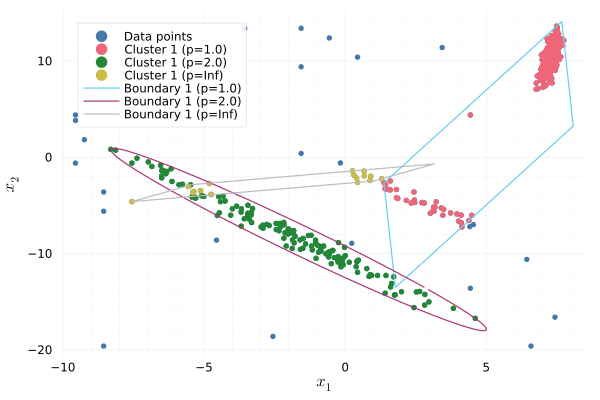 Data points
Cluster 1 (p=1.0)
Cluster 1 (p=2.0)
Cluster 1 (p=Inf)
Boundary 1 (p=1.0)
Boundary 1 (p=2.0)
Boundary 1 (p=Inf)
10
0
−10
−20
x₂
−10
−5
0
5
x₁